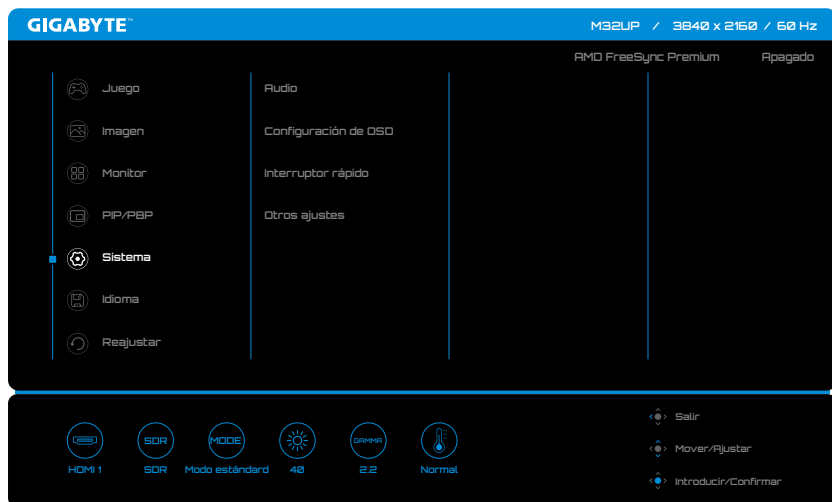 GIGABYTE™ M32UP / 3840 x 2160 / 60 Hz
AMD FreeSync Premium Apagado
Juego Audio
Imagen Configuración de OSD
Monitor Interruptor rápido
PIP/PBP Otros ajustes
Sistema
Idioma
Reajustar
SDR MODE GAMMA
HDMI 1 SDR Modo estándard 40 2.2 Normal
Salir
Mover/Ajustar
Introducir/Confirmar